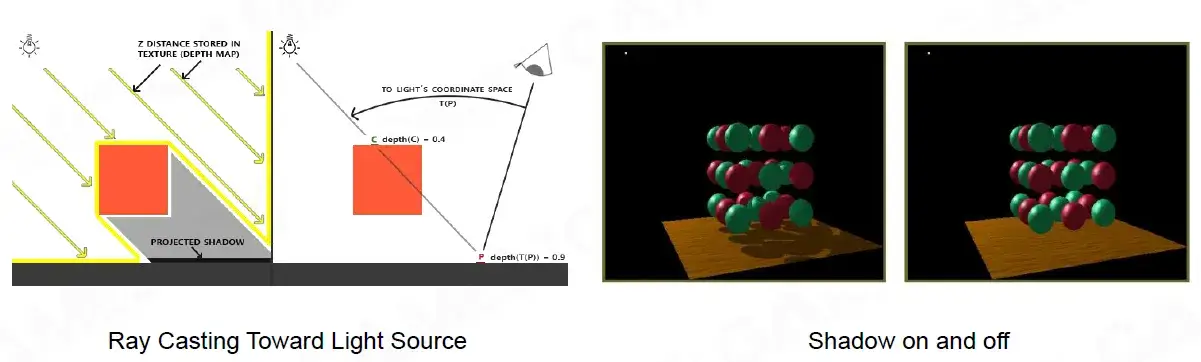 Z DISTANCE STORED IN
TEXTURE (DEPTH MAP)
TO LIGHT'S COORDINATE SPACE
T(P)
C depth(C) = 0.4
PROJECTED SHADOW
P depth(T(P)) = 0.9
Ray Casting Toward Light Source
Shadow on and off